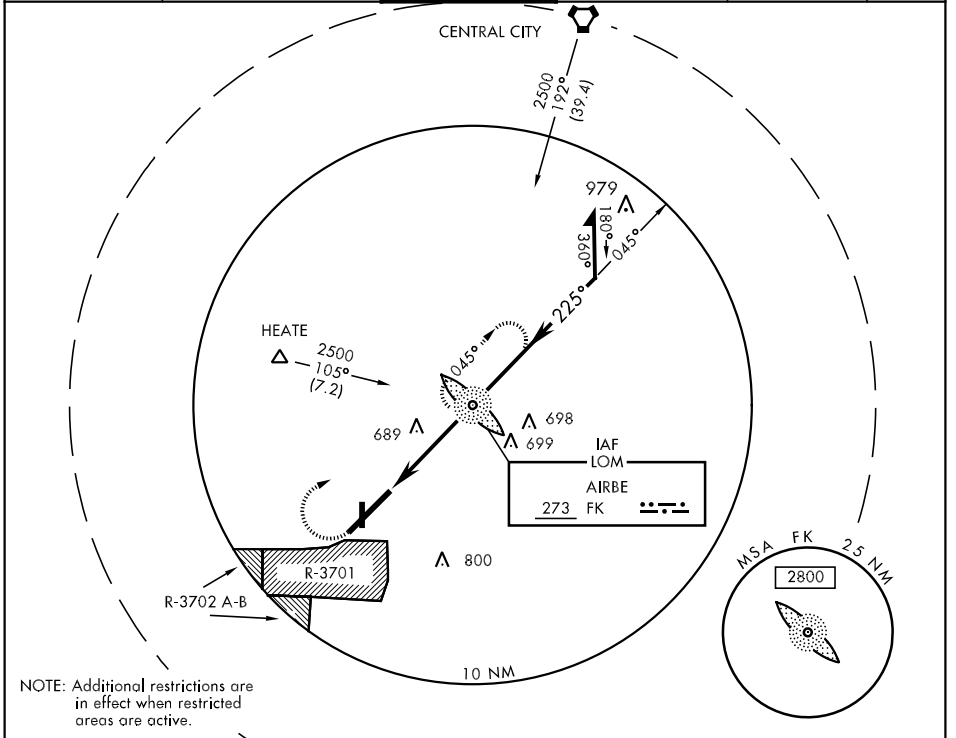 CENTRAL CITY
2500
192°
(39.4)
979
180°
360°
045°
225°
HEATE
2500
105°
(7.2)
045°
689
698
699
IAF
LOM
AIRBE
273 FK
800
R-3701
R-3702 A-B
10 NM
MSA FK 25 NM
2800
NOTE: Additional restrictions are
in effect when restricted
areas are active.